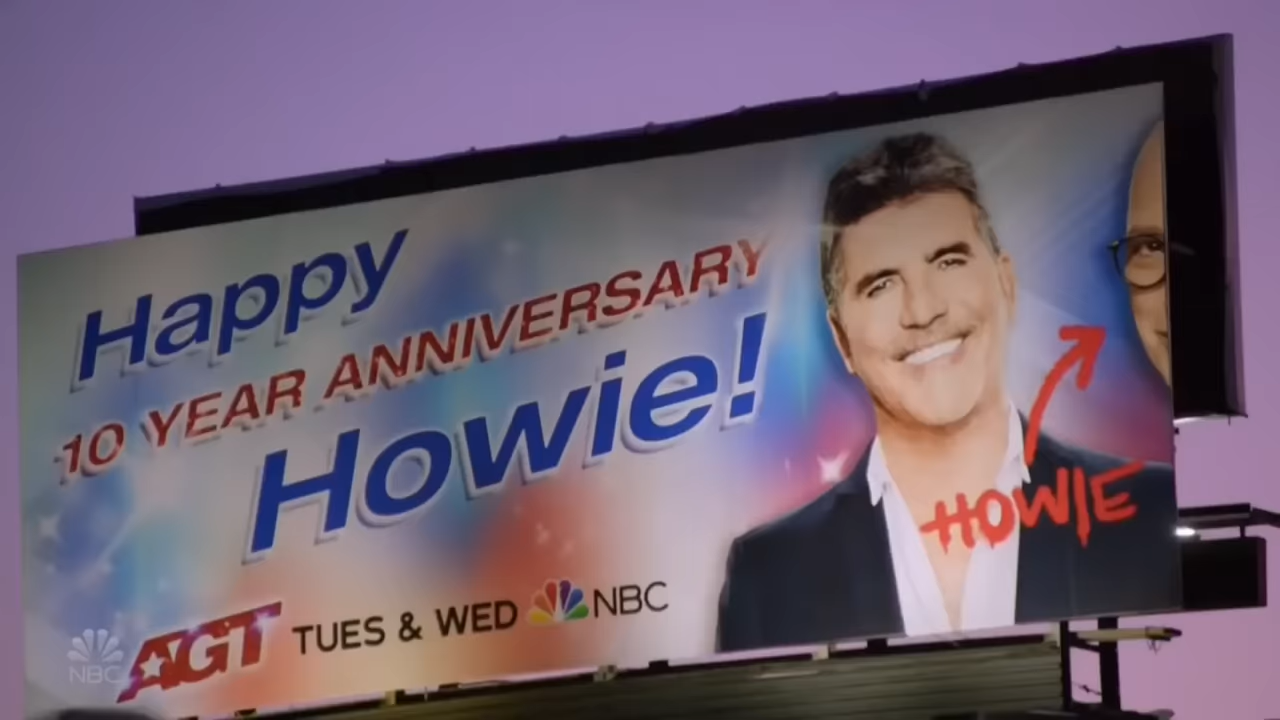 Happy
10 YEAR ANNIVERSARY
Howie!
HOWIE
AGT TUES & WED NBC
NBC